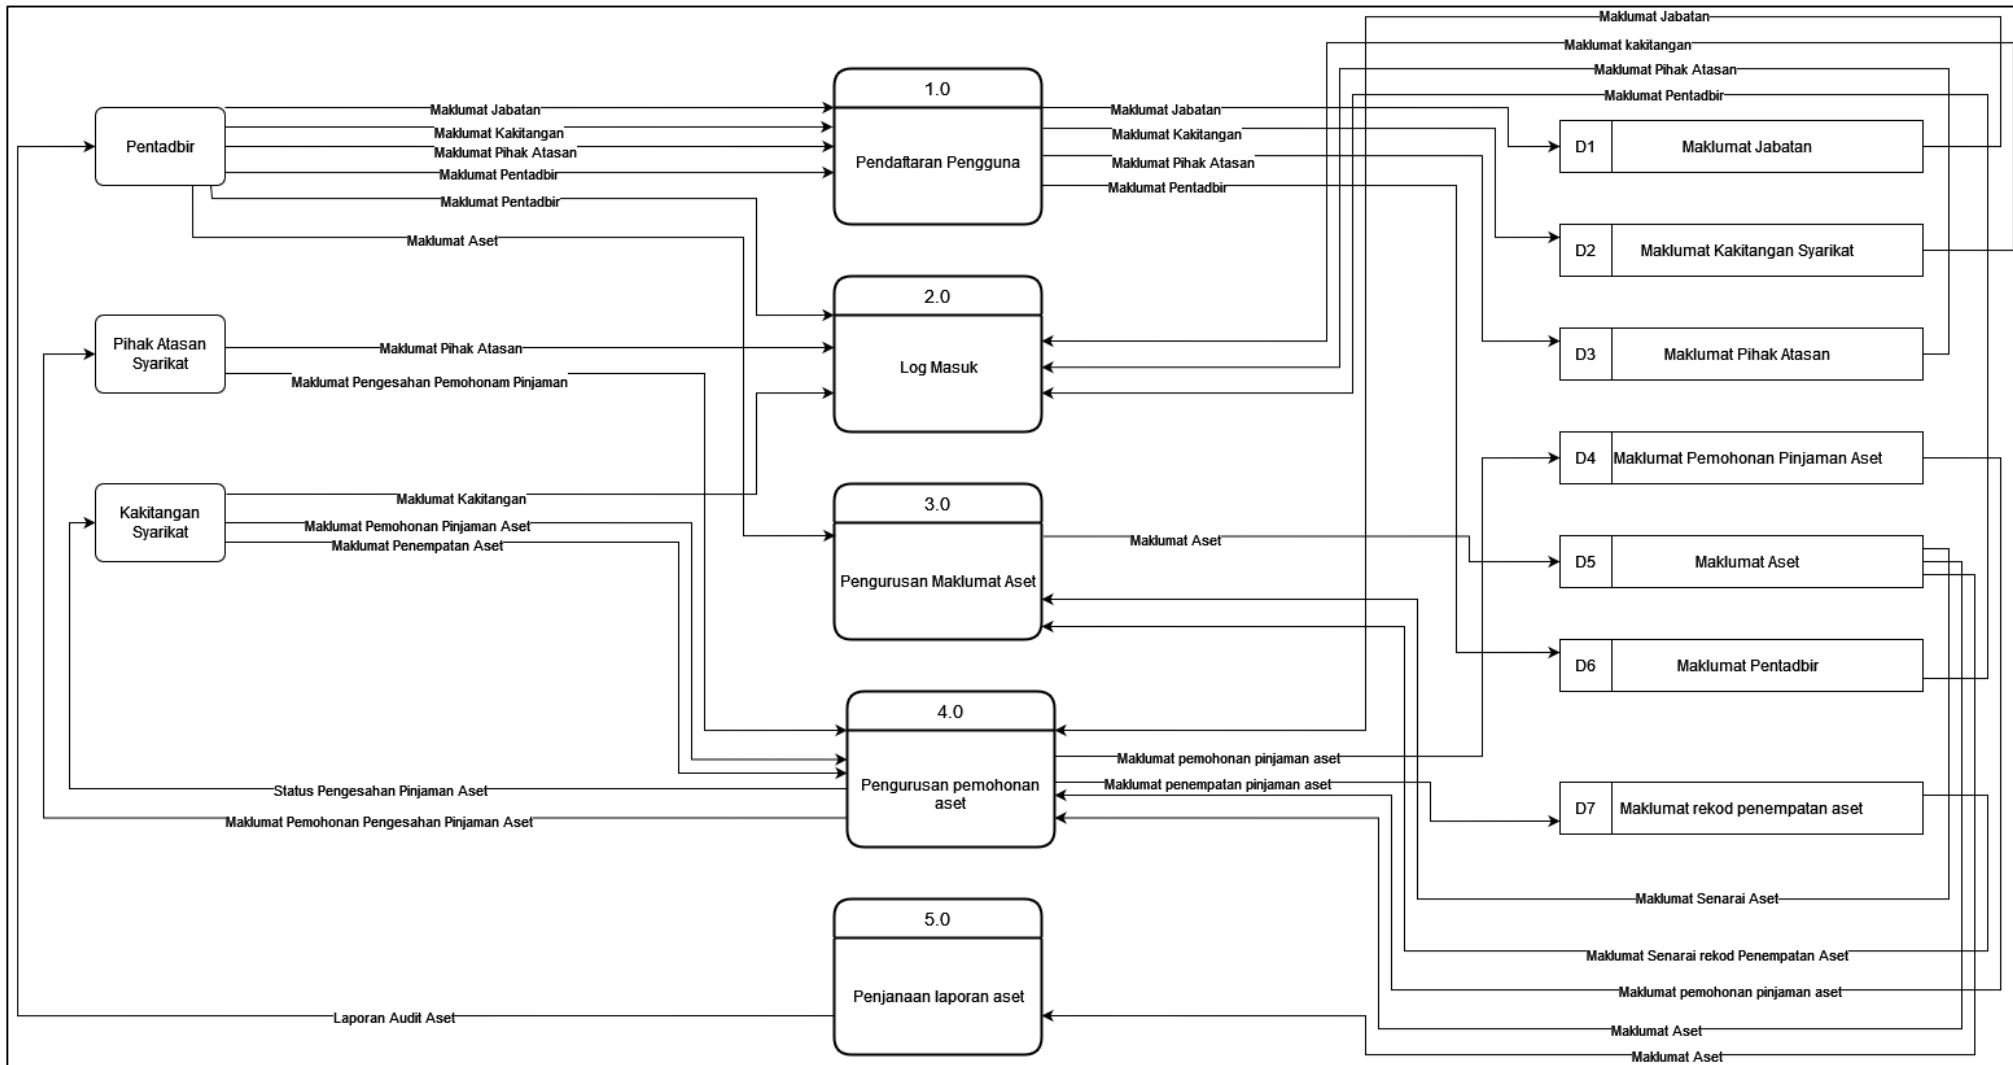 Maklumat Jabatan
Maklumat kakitangan
Maklumat Pihak Atasan
Maklumat Pentadbir
Pentadbir
Maklumat Jabatan
Maklumat Kakitangan
Maklumat Pihak Atasan
Maklumat Pentadbir
Maklumat Pentadbir
Maklumat Aset
1.0
Pendaftaran Pengguna
Maklumat Jabatan
Maklumat Kakitangan
Maklumat Pihak Atasan
Maklumat Pentadbir
D1 Maklumat Jabatan
D2 Maklumat Kakitangan Syarikat
Pihak Atasan
Syarikat
Maklumat Pihak Atasan
Maklumat Pengesahan Pemohonam Pinjaman
2.0
Log Masuk
D3 Maklumat Pihak Atasan
D4 Maklumat Pemohonan Pinjaman Aset
Kakitangan
Syarikat
Maklumat Kakitangan
Maklumat Pemohonan Pinjaman Aset
Maklumat Penempatan Aset
3.0
Pengurusan Maklumat Aset
Maklumat Aset
D5 Maklumat Aset
D6 Maklumat Pentadbir
4.0
Pengurusan pemohonan
aset
Status Pengesahan Pinjaman Aset
Maklumat Pemohonan Pengesahan Pinjaman Aset
Maklumat pemohonan pinjaman aset
Maklumat penempatan pinjaman aset
D7 Maklumat rekod penempatan aset
Maklumat Senarai Aset
5.0
Penjanaan laporan aset
Maklumat Senarai rekod Penempatan Aset
Maklumat pemohonan pinjaman aset
Laporan Audit Aset
Maklumat Aset
Maklumat Aset